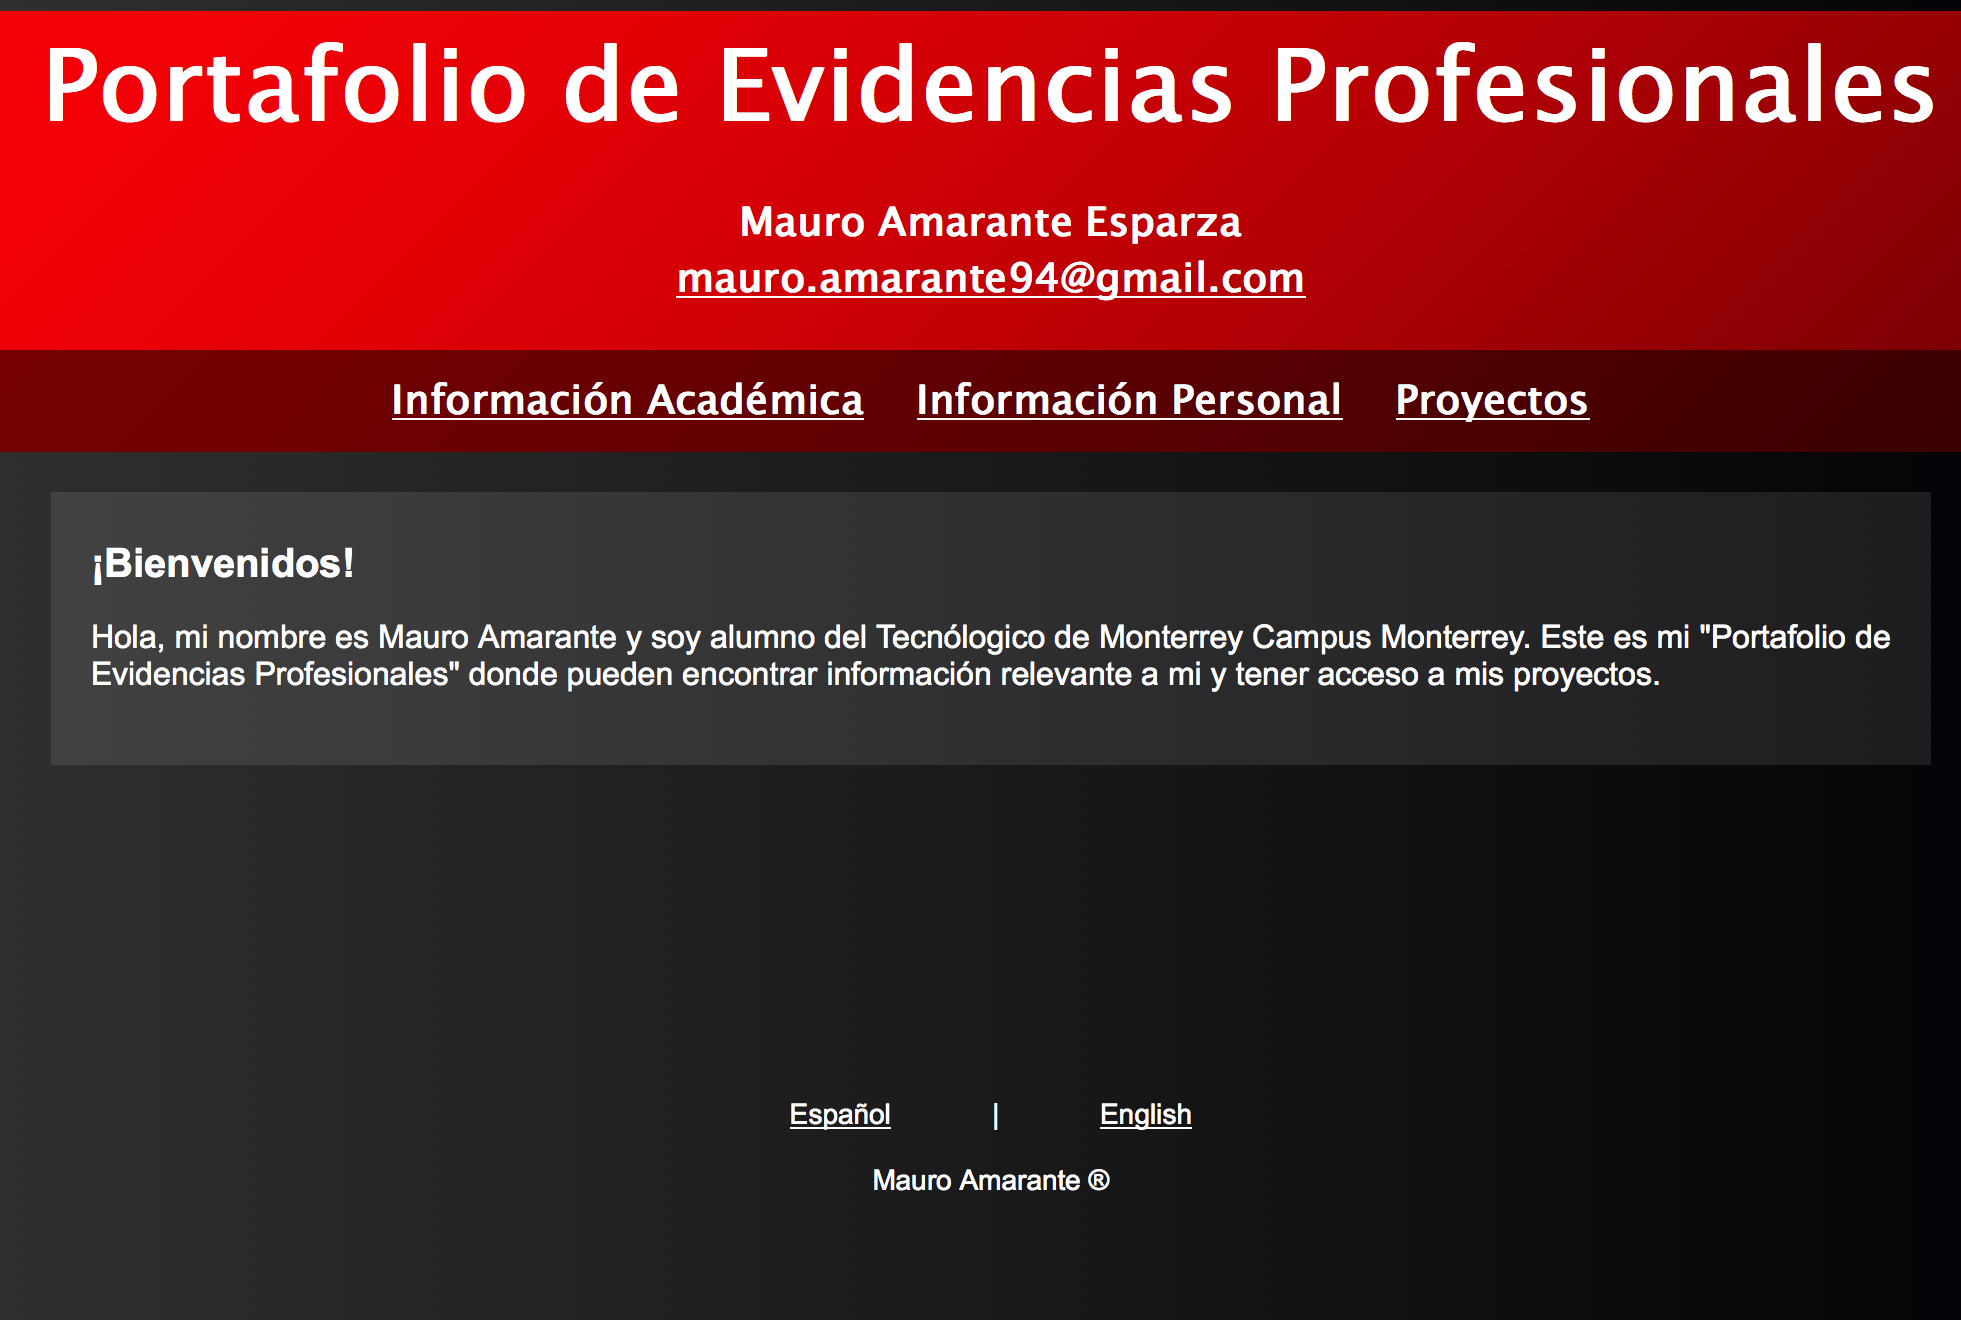 Portafolio de Evidencias Profesionales
Mauro Amarante Esparza
mauro.amarante94@gmail.com
Información Académica Información Personal Proyectos
¡Bienvenidos!
Hola, mi nombre es Mauro Amarante y soy alumno del Tecnólogico de Monterrey Campus Monterrey. Este es mi "Portafolio de
Evidencias Profesionales" donde pueden encontrar información relevante a mi y tener acceso a mis proyectos.
Español | English
Mauro Amarante ®